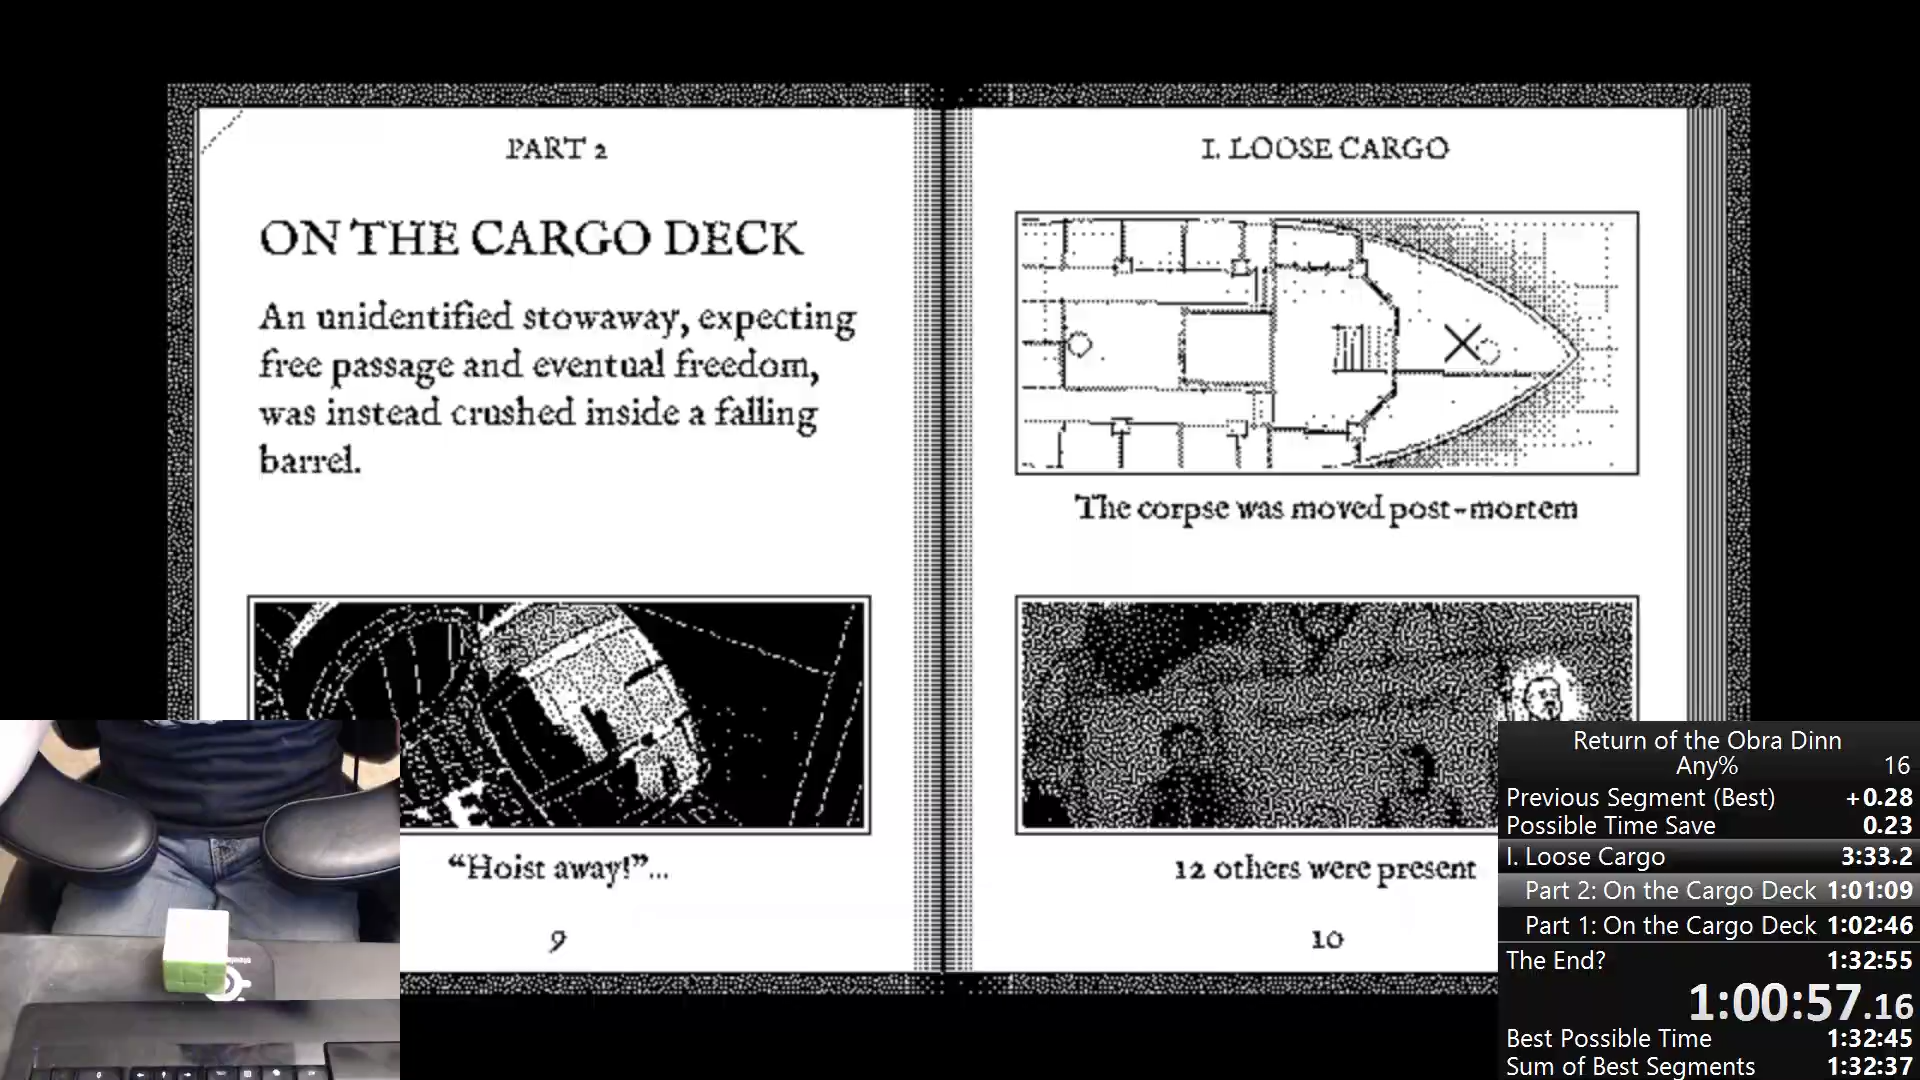 PART 2
ON THE CARGO DECK
An unidentified stowaway, expecting
free passage and eventual freedom,
was instead crushed inside a falling
barrel.
“Hoist away!”...
9
I. LOOSE CARGO
The corpse was moved post-mortem
12 others were present
10
Return of the Obra Dinn
Any% 16
Previous Segment (Best) +0.28
Possible Time Save 0.23
I. Loose Cargo 3:33.2
Part 2: On the Cargo Deck 1:01:09
Part 1: On the Cargo Deck 1:02:46
The End? 1:32:55
1:00:57.16
Best Possible Time 1:32:45
Sum of Best Segments 1:32:37